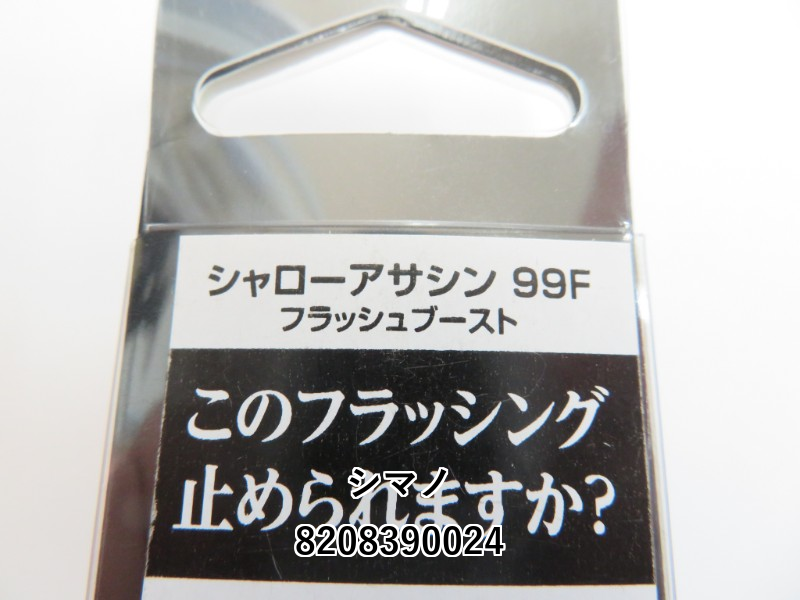 シャローアサシン 99F
フラッシュブースト
このフラッシング
止められますか?
シマノ
8208390024